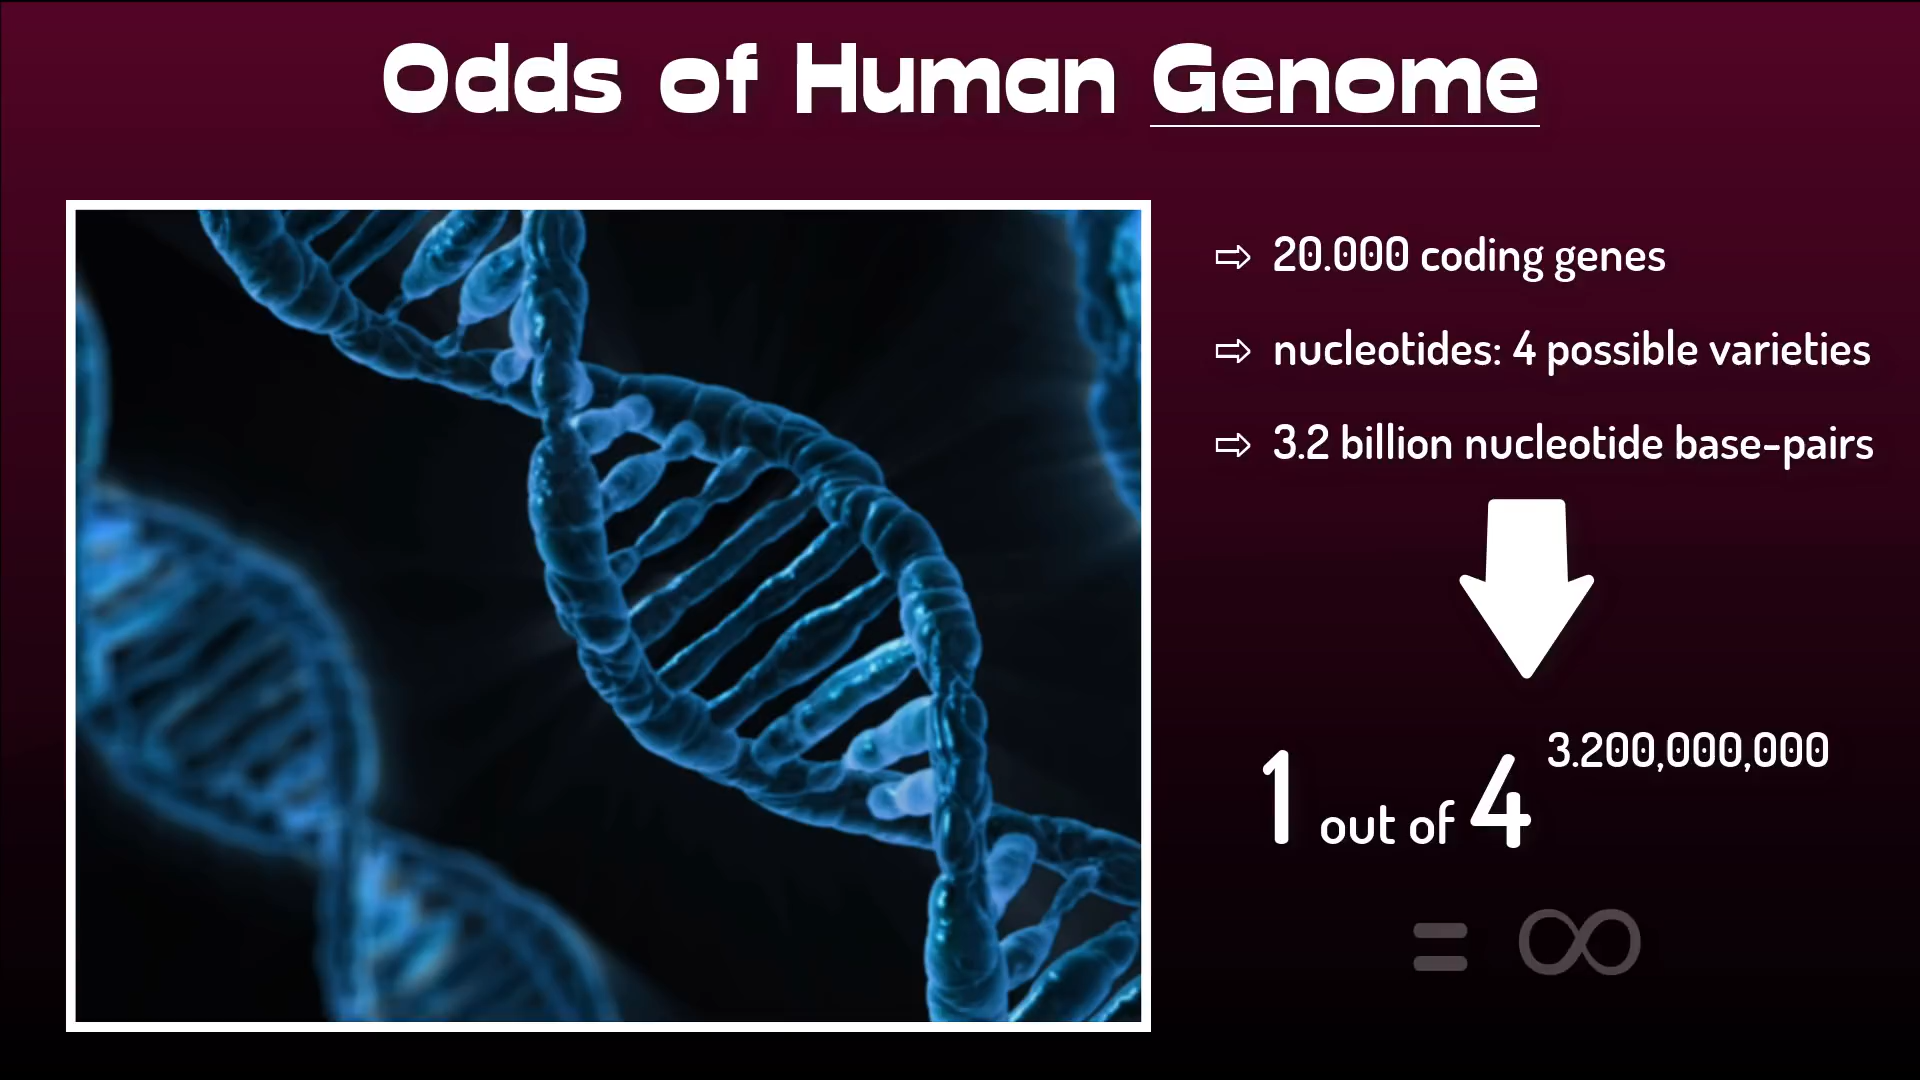 Odds of Human Genome
⇨ 20.000 coding genes
⇨ nucleotides: 4 possible varieties
⇨ 3.2 billion nucleotide base-pairs
1 out of 4 3.200,000,000
= ∞